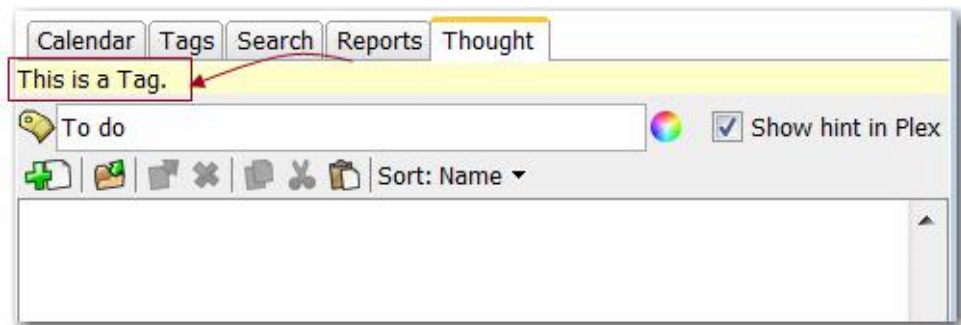 Calendar Tags Search Reports Thought
This is a Tag.
To do Show hint in Plex
Sort: Name